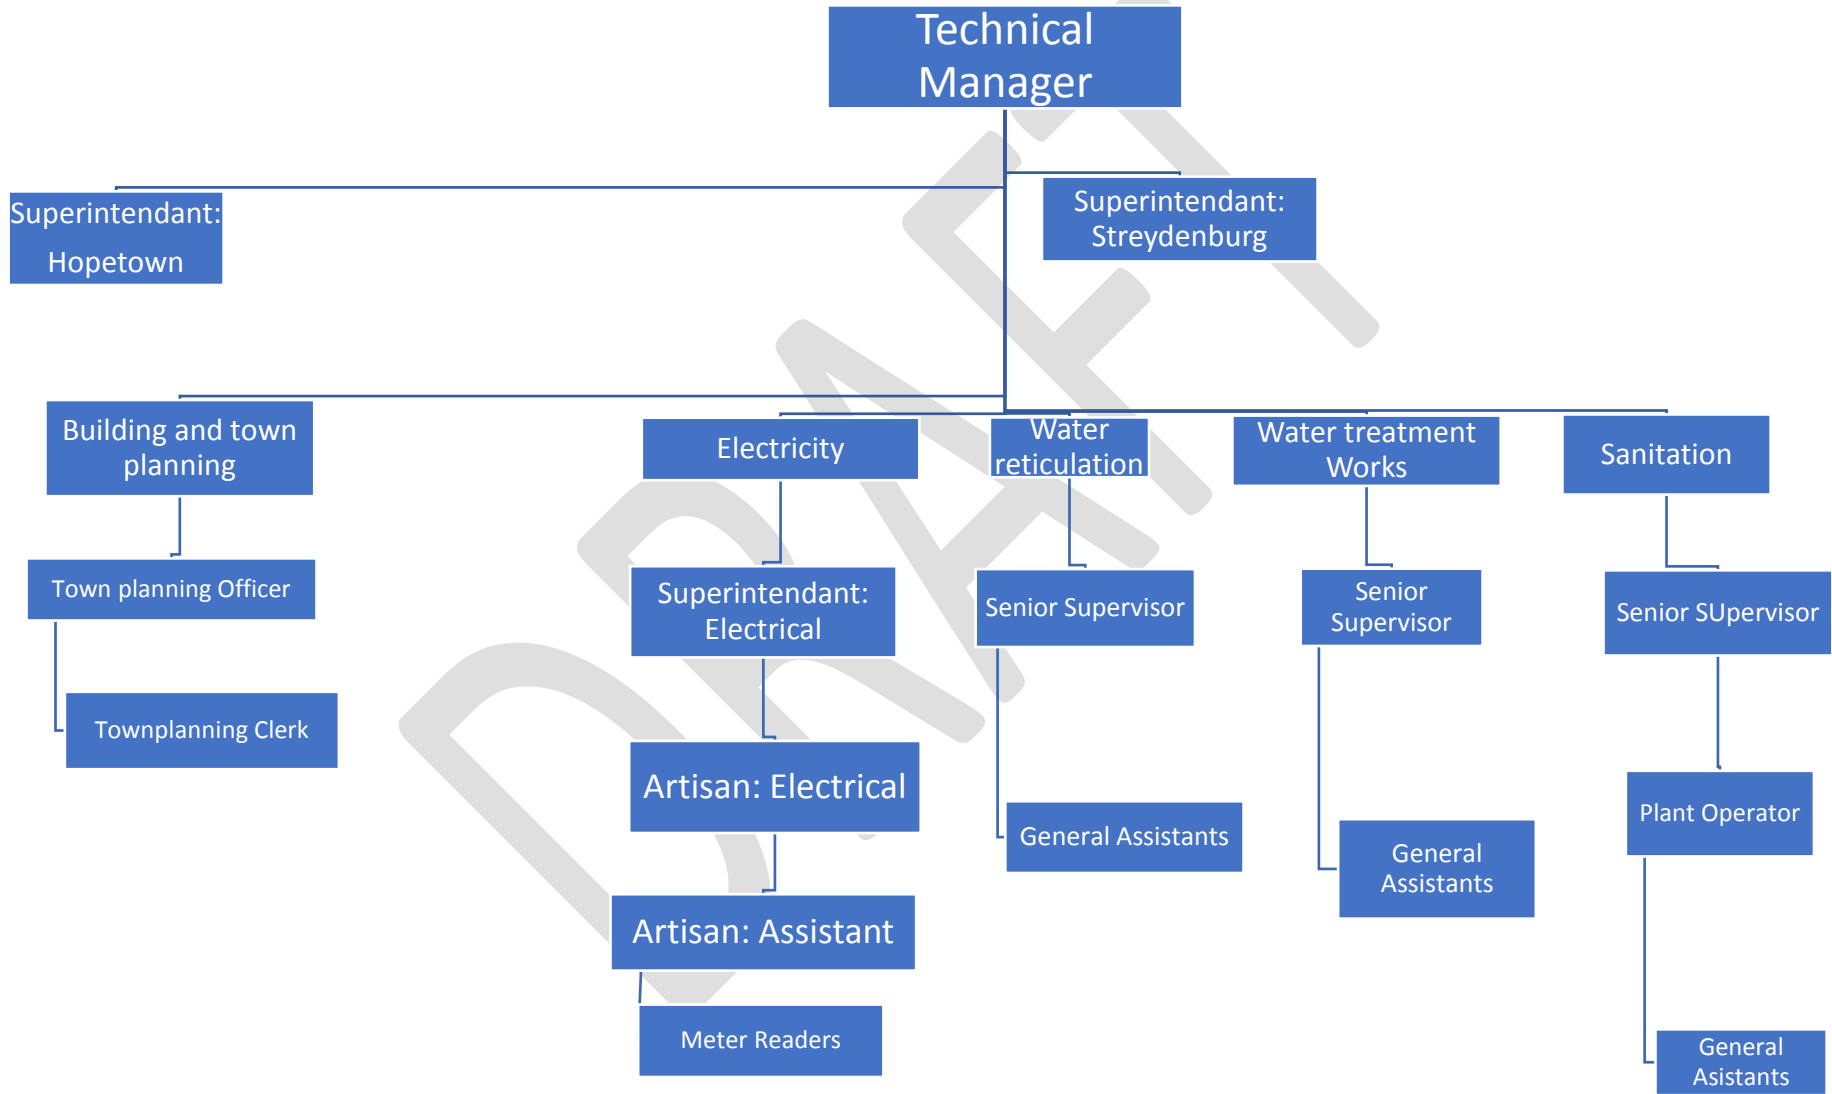 Technical
Manager
Superintendant:
Hopetown
Superintendant:
Streydenburg
Building and town
planning
Electricity
Water
reticulation
Water treatment
Works
Sanitation
Town planning Officer
Superintendant:
Electrical
Senior Supervisor
Senior
Supervisor
Senior SUpervisor
Townplanning Clerk
Artisan: Electrical
General Assistants
General
Assistants
Plant Operator
Artisan: Assistant
Meter Readers
General
Asistants
DRAFT